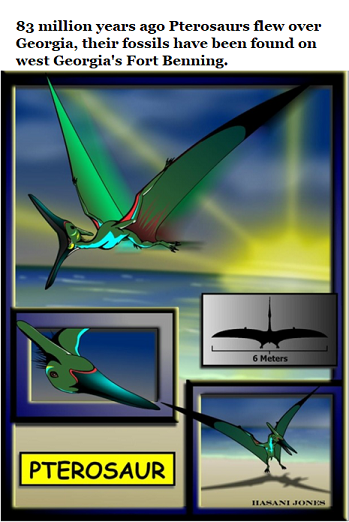 83 million years ago Pterosaurs flew over
Georgia, their fossils have been found on
west Georgia's Fort Benning.
6 Meters
PTEROSAUR
HASANI JONES